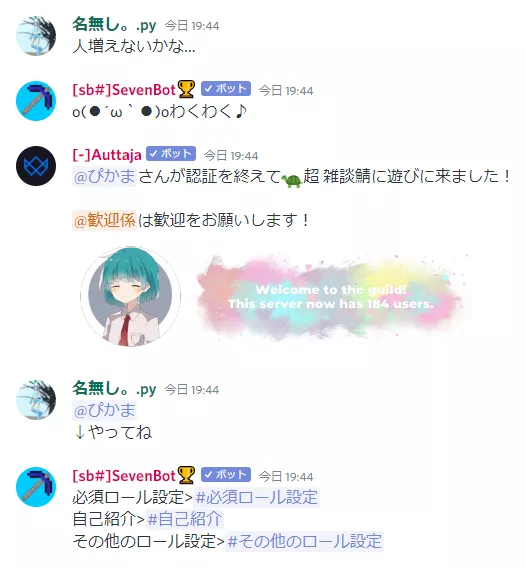 名無し。.py 今日 19:44
人増えないかな...
[sb#]SevenBot🏆 ✓ボット 今日 19:44
o(●´ω｀●)oわくわく♪
[-]Auttaja ✓ボット 今日 19:44
@ぴかまさんが認証を終えて🐢超 雑談鯖に遊びに来ました！
@歓迎係は歓迎をお願いします！
Welcome to the guild!
This server now has 184 users.
名無し。.py 今日 19:44
@ぴかま
↓やってね
[sb#]SevenBot🏆 ✓ボット 今日 19:44
必須ロール設定>#必須ロール設定
自己紹介>#自己紹介
その他のロール設定>#その他のロール設定